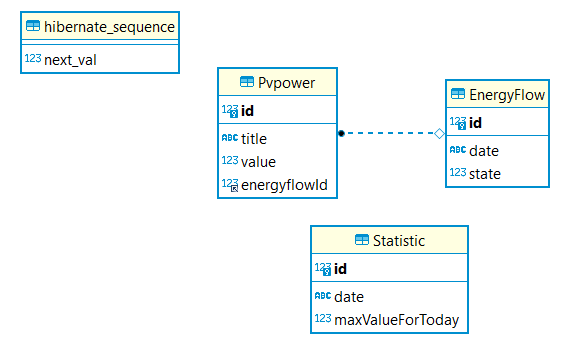 hibernate_sequence
123 next_val
Pvpower
123 id
ABC title
123 value
123 energyflowId
EnergyFlow
123 id
ABC date
123 state
Statistic
123 id
ABC date
123 maxValueForToday